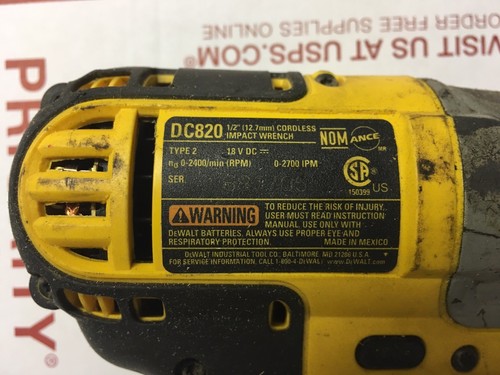 ORDER FREE SUPPLIES ONLINE
VISIT US AT USPS.COM
PRIORITY
®
DC820 1/2" (12.7mm) CORDLESS IMPACT WRENCH
NOM ANCE
TYPE 2 18 V DC ⎓
n0 0-2400/min (RPM) 0-2700 IPM
SER.
SA US
150399
WARNING TO REDUCE THE RISK OF INJURY,
USER MUST READ INSTRUCTION
MANUAL. USE ONLY WITH
DEWALT BATTERIES. ALWAYS USE PROPER EYE AND
RESPIRATORY PROTECTION. MADE IN MEXICO
DEWALT INDUSTRIAL TOOL CO., BALTIMORE, MD 21286 U.S.A.
FOR SERVICE INFORMATION, CALL 1-800-4-DEWALT www.DEWALT.com